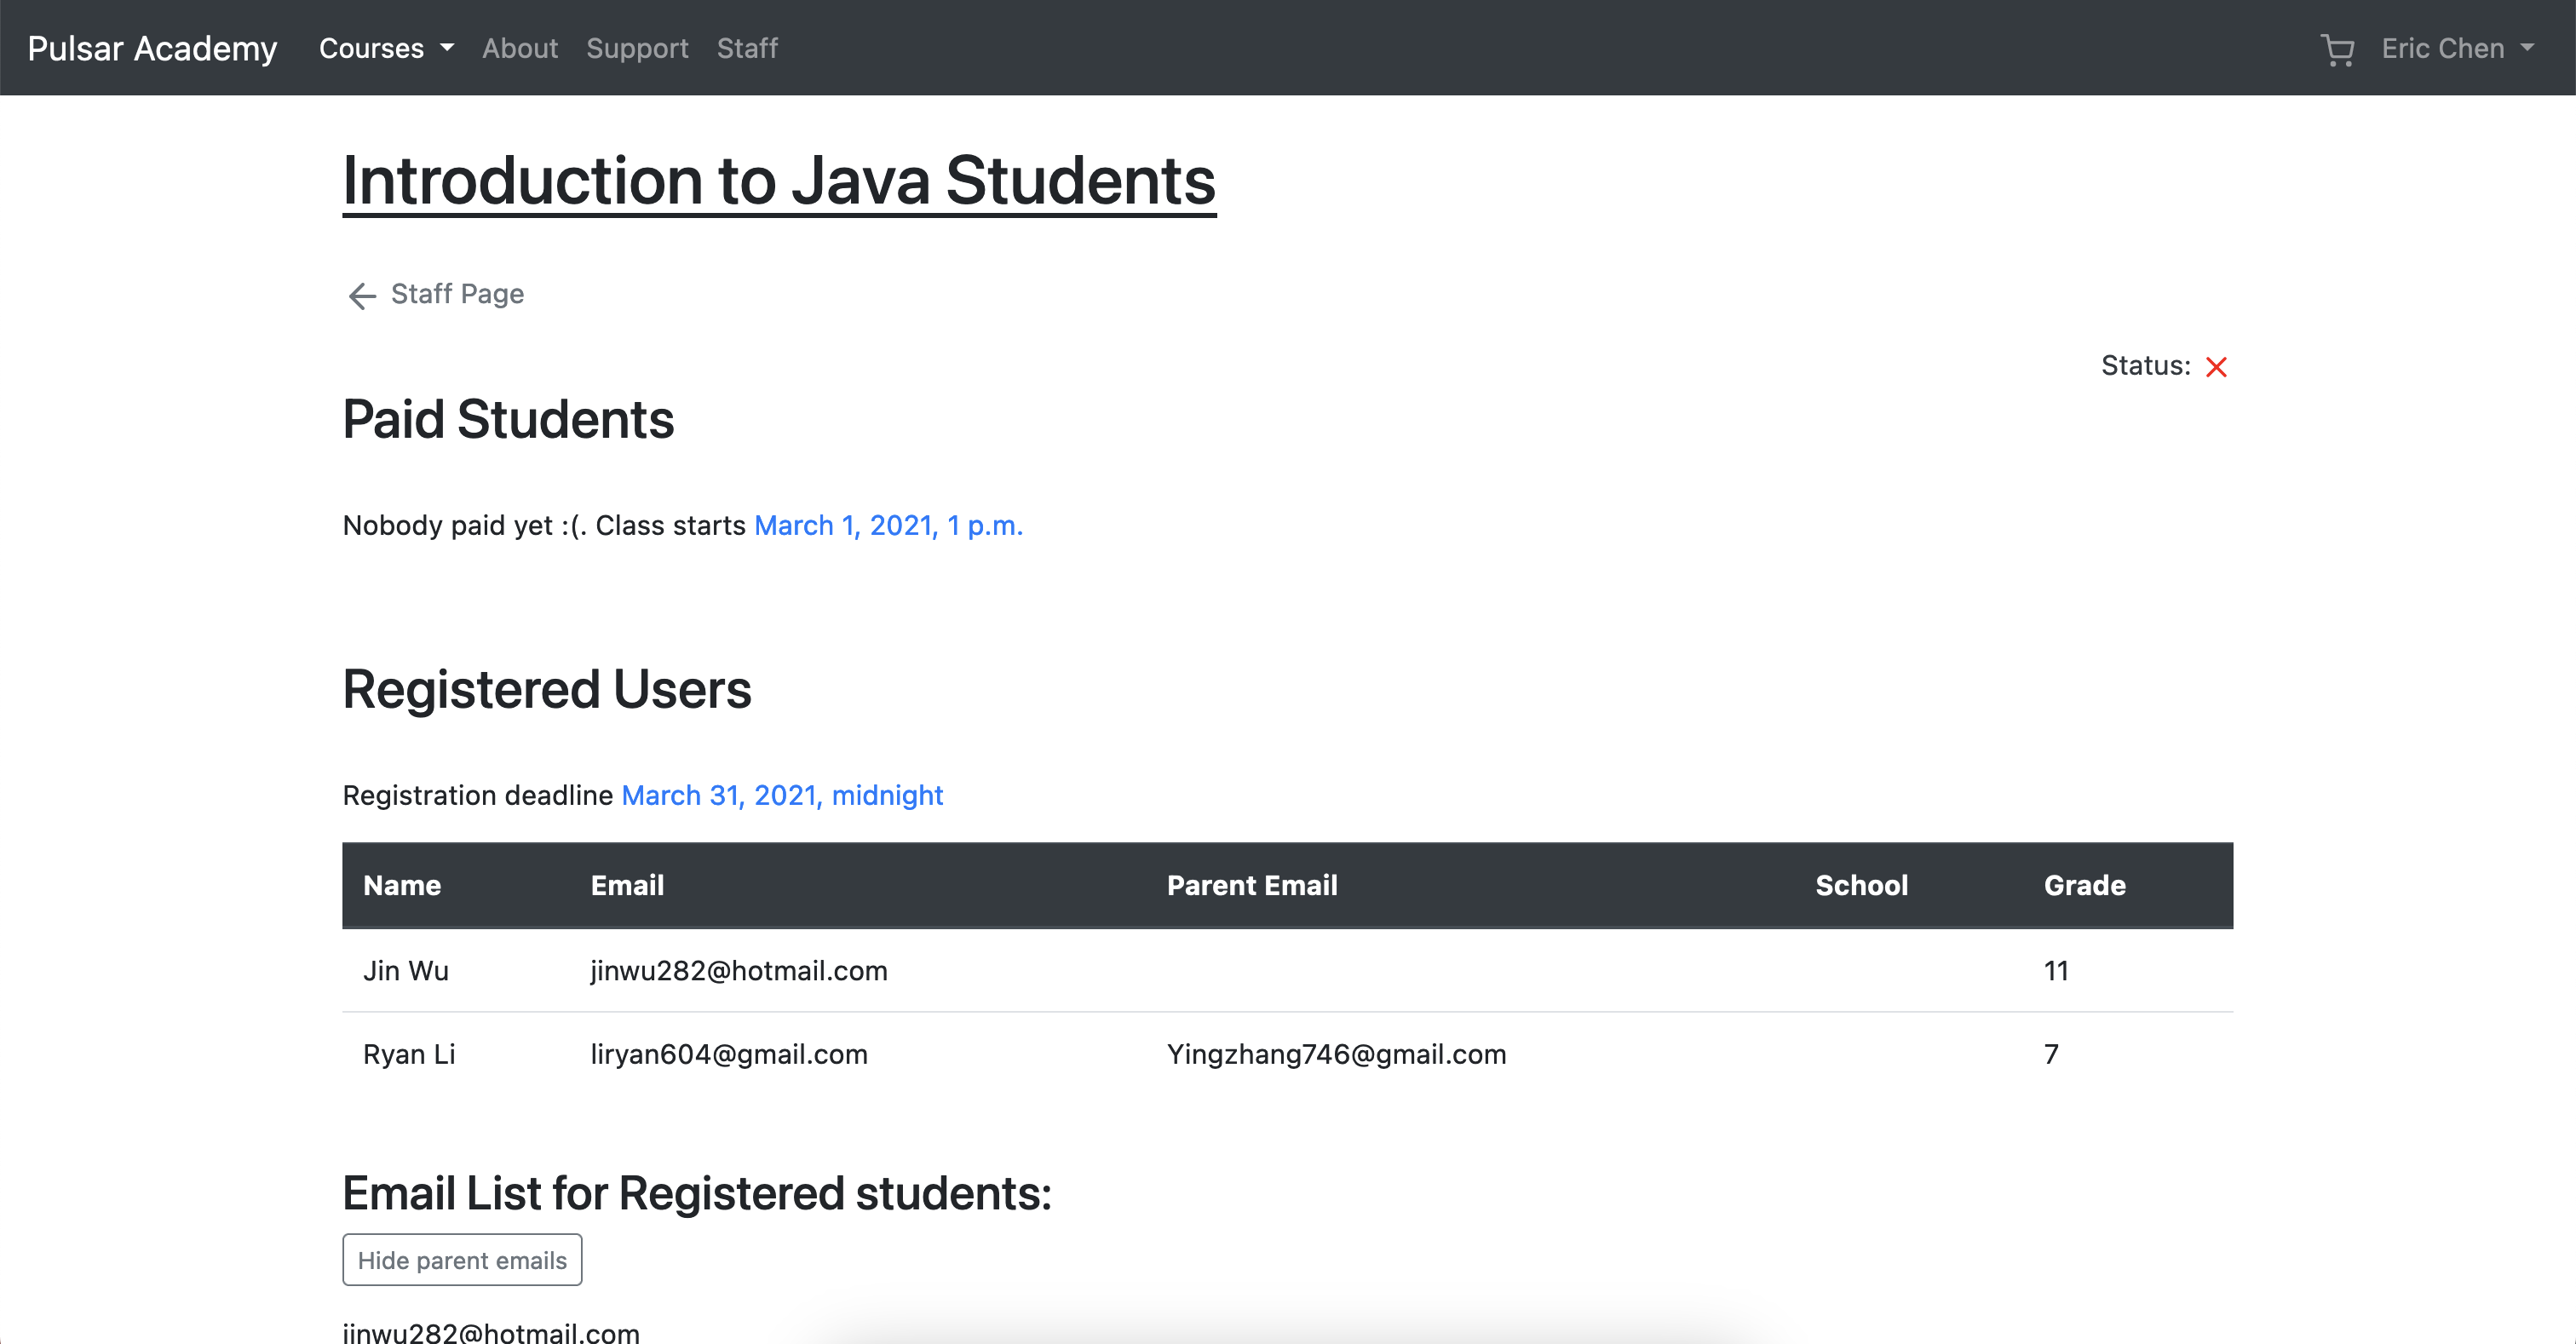 Pulsar Academy Courses About Support Staff Eric Chen
Introduction to Java Students
Staff Page
Status:
Paid Students
Nobody paid yet :(. Class starts March 1, 2021, 1 p.m.
Registered Users
Registration deadline March 31, 2021, midnight
Name Email Parent Email School Grade
Jin Wu jinwu282@hotmail.com 11
Ryan Li liryan604@gmail.com Yingzhang746@gmail.com 7
Email List for Registered students:
Hide parent emails
jinwu282@hotmail.com